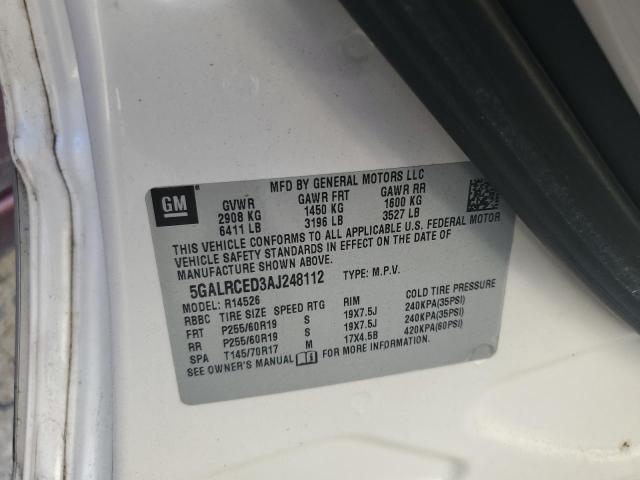 GM
MFD BY GENERAL MOTORS LLC
GVWR GAWR FRT GAWR RR
2908 KG 1450 KG 1600 KG
6411 LB 3196 LB 3527 LB
THIS VEHICLE CONFORMS TO ALL APPLICABLE U.S. FEDERAL MOTOR
VEHICLE SAFETY STANDARDS IN EFFECT ON THE DATE OF
MANUFACTURE SHOWN ABOVE.
5GALRCED3AJ248112 TYPE: M.P.V.
MODEL: R14526
RBBC TIRE SIZE SPEED RTG RIM COLD TIRE PRESSURE
FRT P255/60R19 S 19X7.5J 240KPA(35PSI)
RR P255/60R19 S 19X7.5J 240KPA(35PSI)
SPA T145/70R17 M 17X4.5B 420KPA(60PSI)
SEE OWNER'S MANUAL FOR MORE INFORMATION.